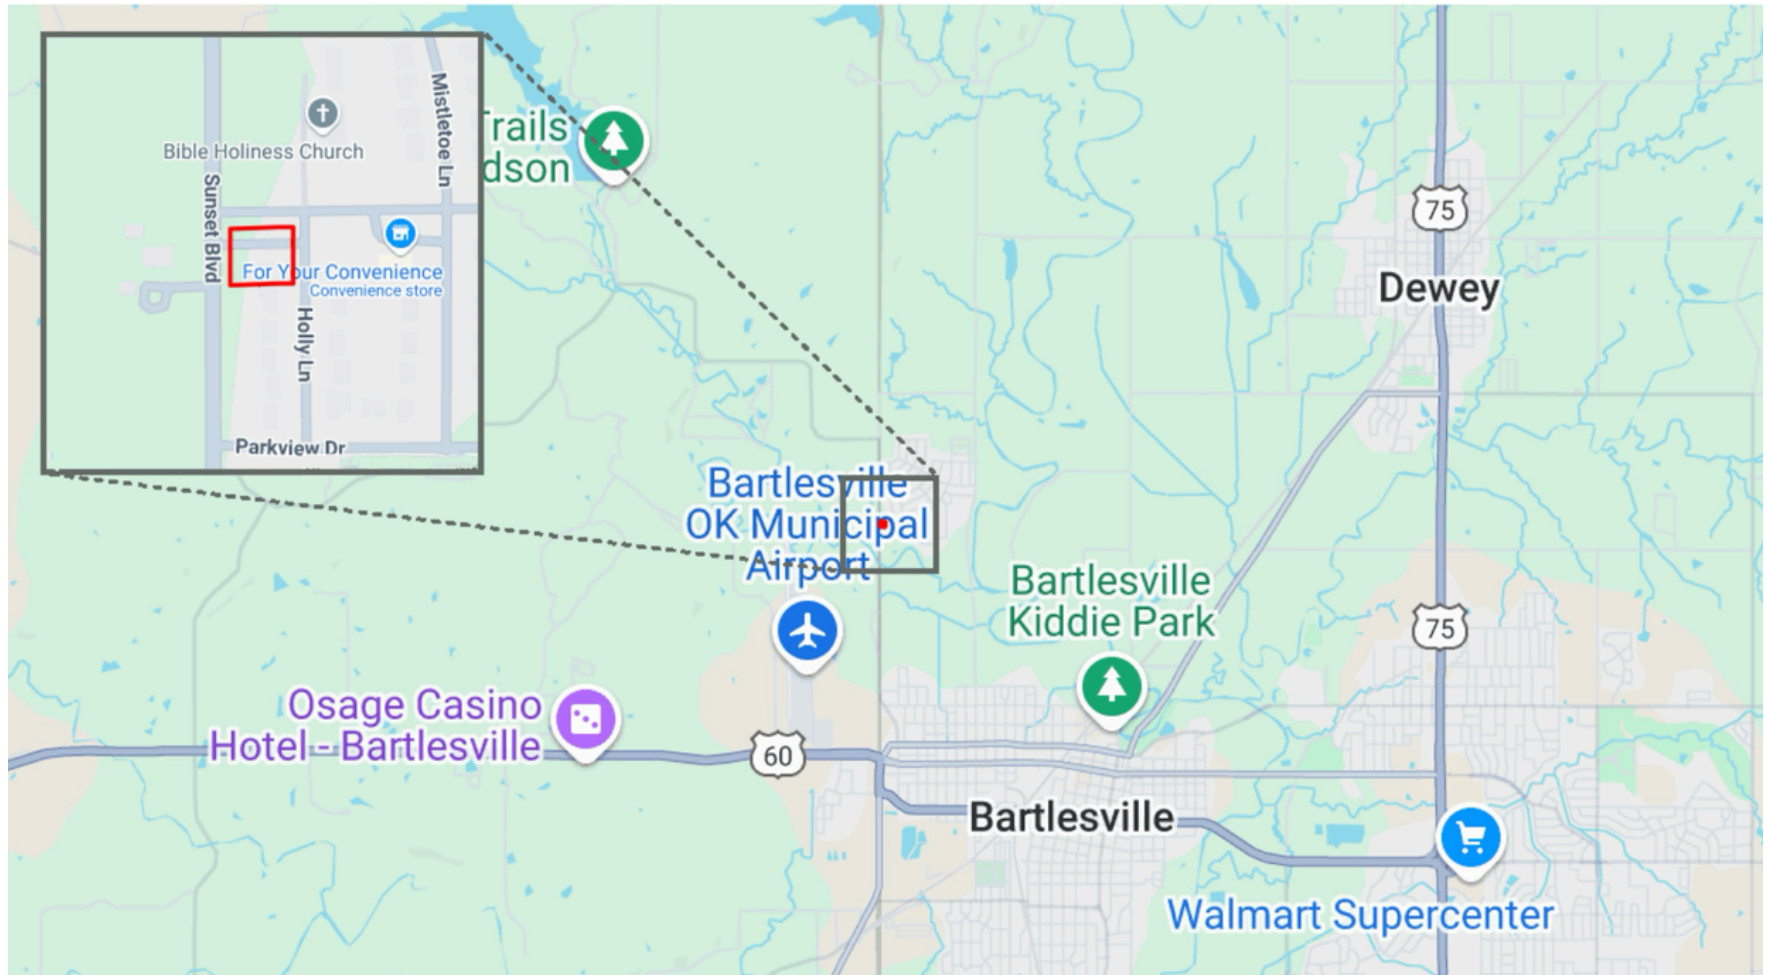 Mistletoe Ln
Bible Holiness Church
Sunset Blvd
For Your Convenience
Convenience store
Holly Ln
Parkview Dr
Trails
dson
75
Dewey
Bartlesville
OK Municipal
Airport
Bartlesville
Kiddie Park
75
Osage Casino
Hotel - Bartlesville
60
Bartlesville
Walmart Supercenter